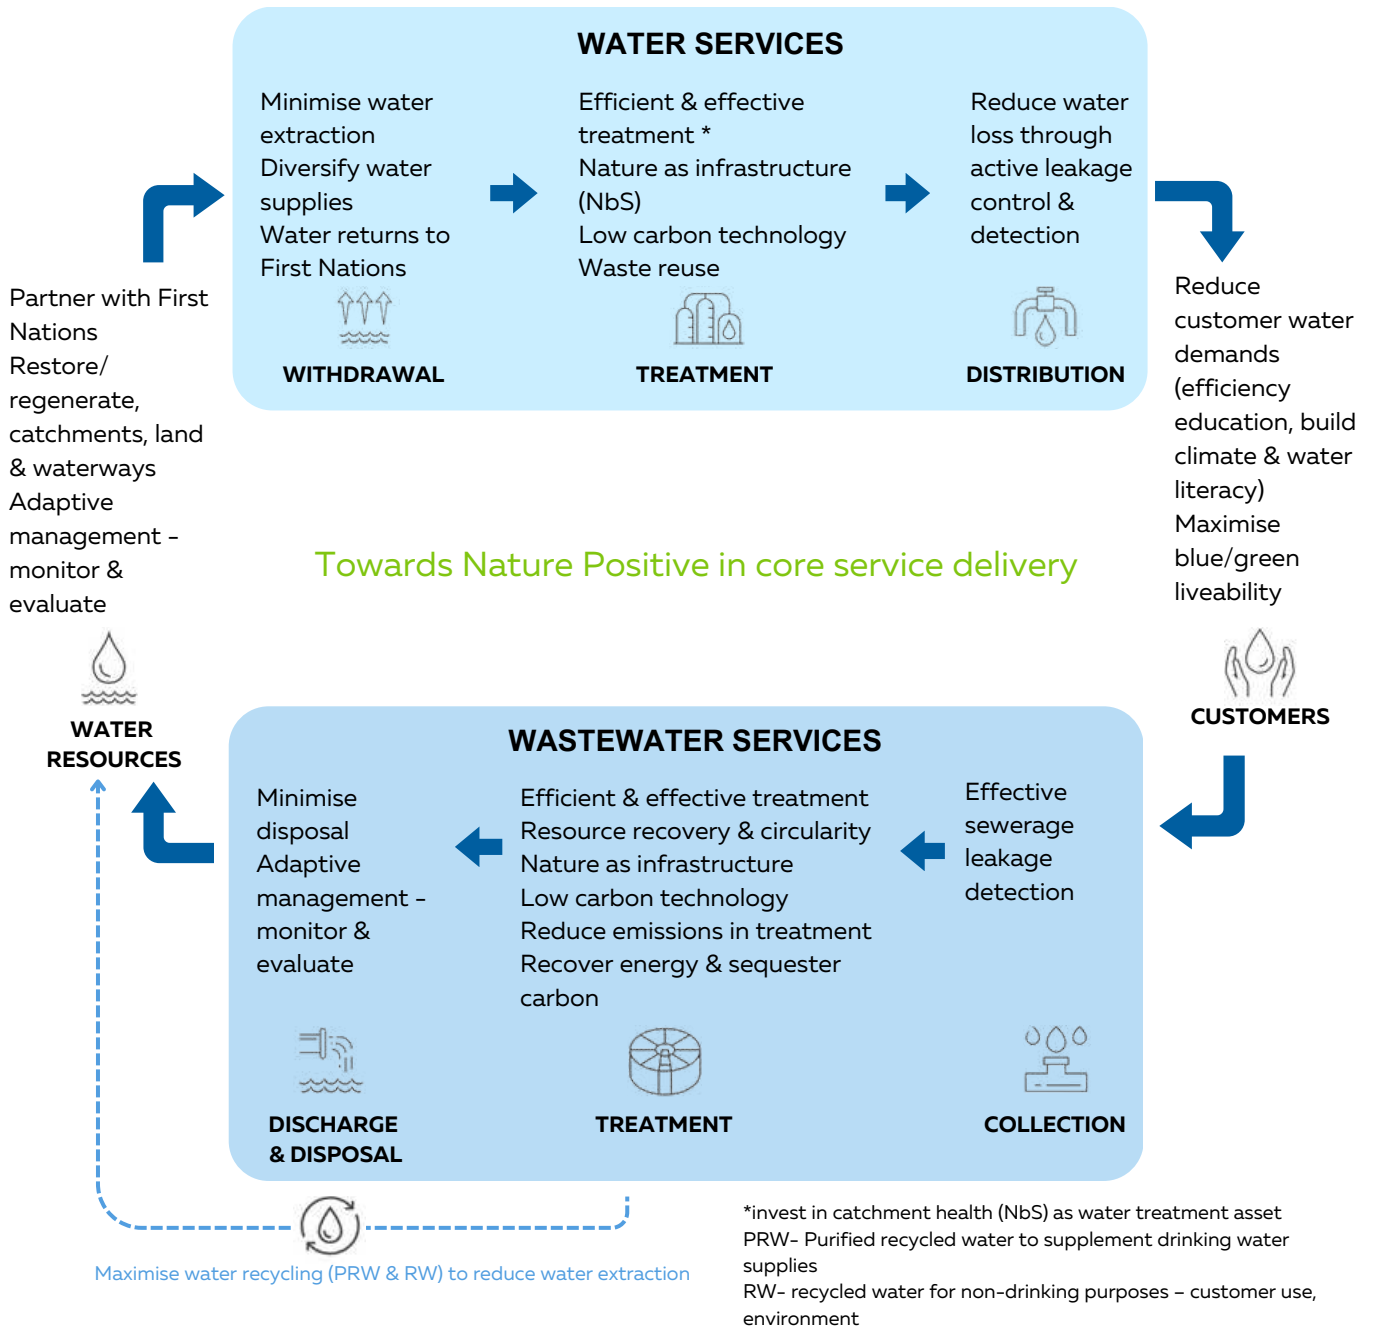 WATER SERVICES
Minimise water
extraction
Diversify water
supplies
Water returns to
First Nations
WITHDRAWAL
Efficient & effective
treatment *
Nature as infrastructure
(NbS)
Low carbon technology
Waste reuse
TREATMENT
Reduce water
loss through
active leakage
control &
detection
DISTRIBUTION
Partner with First
Nations
Restore/
regenerate,
catchments, land
& waterways
Adaptive
management -
monitor &
evaluate
WATER
RESOURCES
Towards Nature Positive in core service delivery
Reduce
customer water
demands
(efficiency
education, build
climate & water
literacy)
Maximise
blue/green
liveability
CUSTOMERS
WASTEWATER SERVICES
Minimise
disposal
Adaptive
management -
monitor &
evaluate
DISCHARGE
& DISPOSAL
Efficient & effective treatment
Resource recovery & circularity
Nature as infrastructure
Low carbon technology
Reduce emissions in treatment
Recover energy & sequester
carbon
TREATMENT
Effective
sewerage
leakage
detection
COLLECTION
Maximise water recycling (PRW & RW) to reduce water extraction
*invest in catchment health (NbS) as water treatment asset
PRW- Purified recycled water to supplement drinking water
supplies
RW- recycled water for non-drinking purposes – customer use,
environment